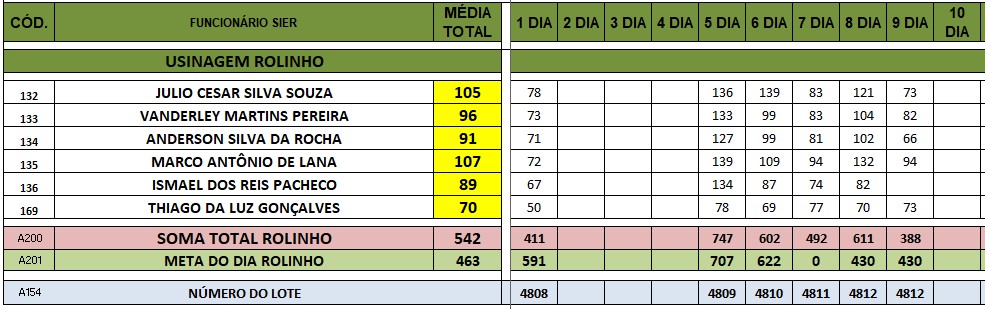 CÓD. FUNCIONÁRIO SIER MÉDIA TOTAL 1 DIA 2 DIA 3 DIA 4 DIA 5 DIA 6 DIA 7 DIA 8 DIA 9 DIA 10 DIA
USINAGEM ROLINHO
132 JULIO CESAR SILVA SOUZA 105 78 136 139 83 121 73
133 VANDERLEY MARTINS PEREIRA 96 73 133 99 83 104 82
134 ANDERSON SILVA DA ROCHA 91 71 127 99 81 102 66
135 MARCO ANTÔNIO DE LANA 107 72 139 109 94 132 94
136 ISMAEL DOS REIS PACHECO 89 67 134 87 74 82
169 THIAGO DA LUZ GONÇALVES 70 50 78 69 77 70 73
A200 SOMA TOTAL ROLINHO 542 411 747 602 492 611 388
A201 META DO DIA ROLINHO 463 591 707 622 0 430 430
A154 NÚMERO DO LOTE 4808 4809 4810 4811 4812 4812